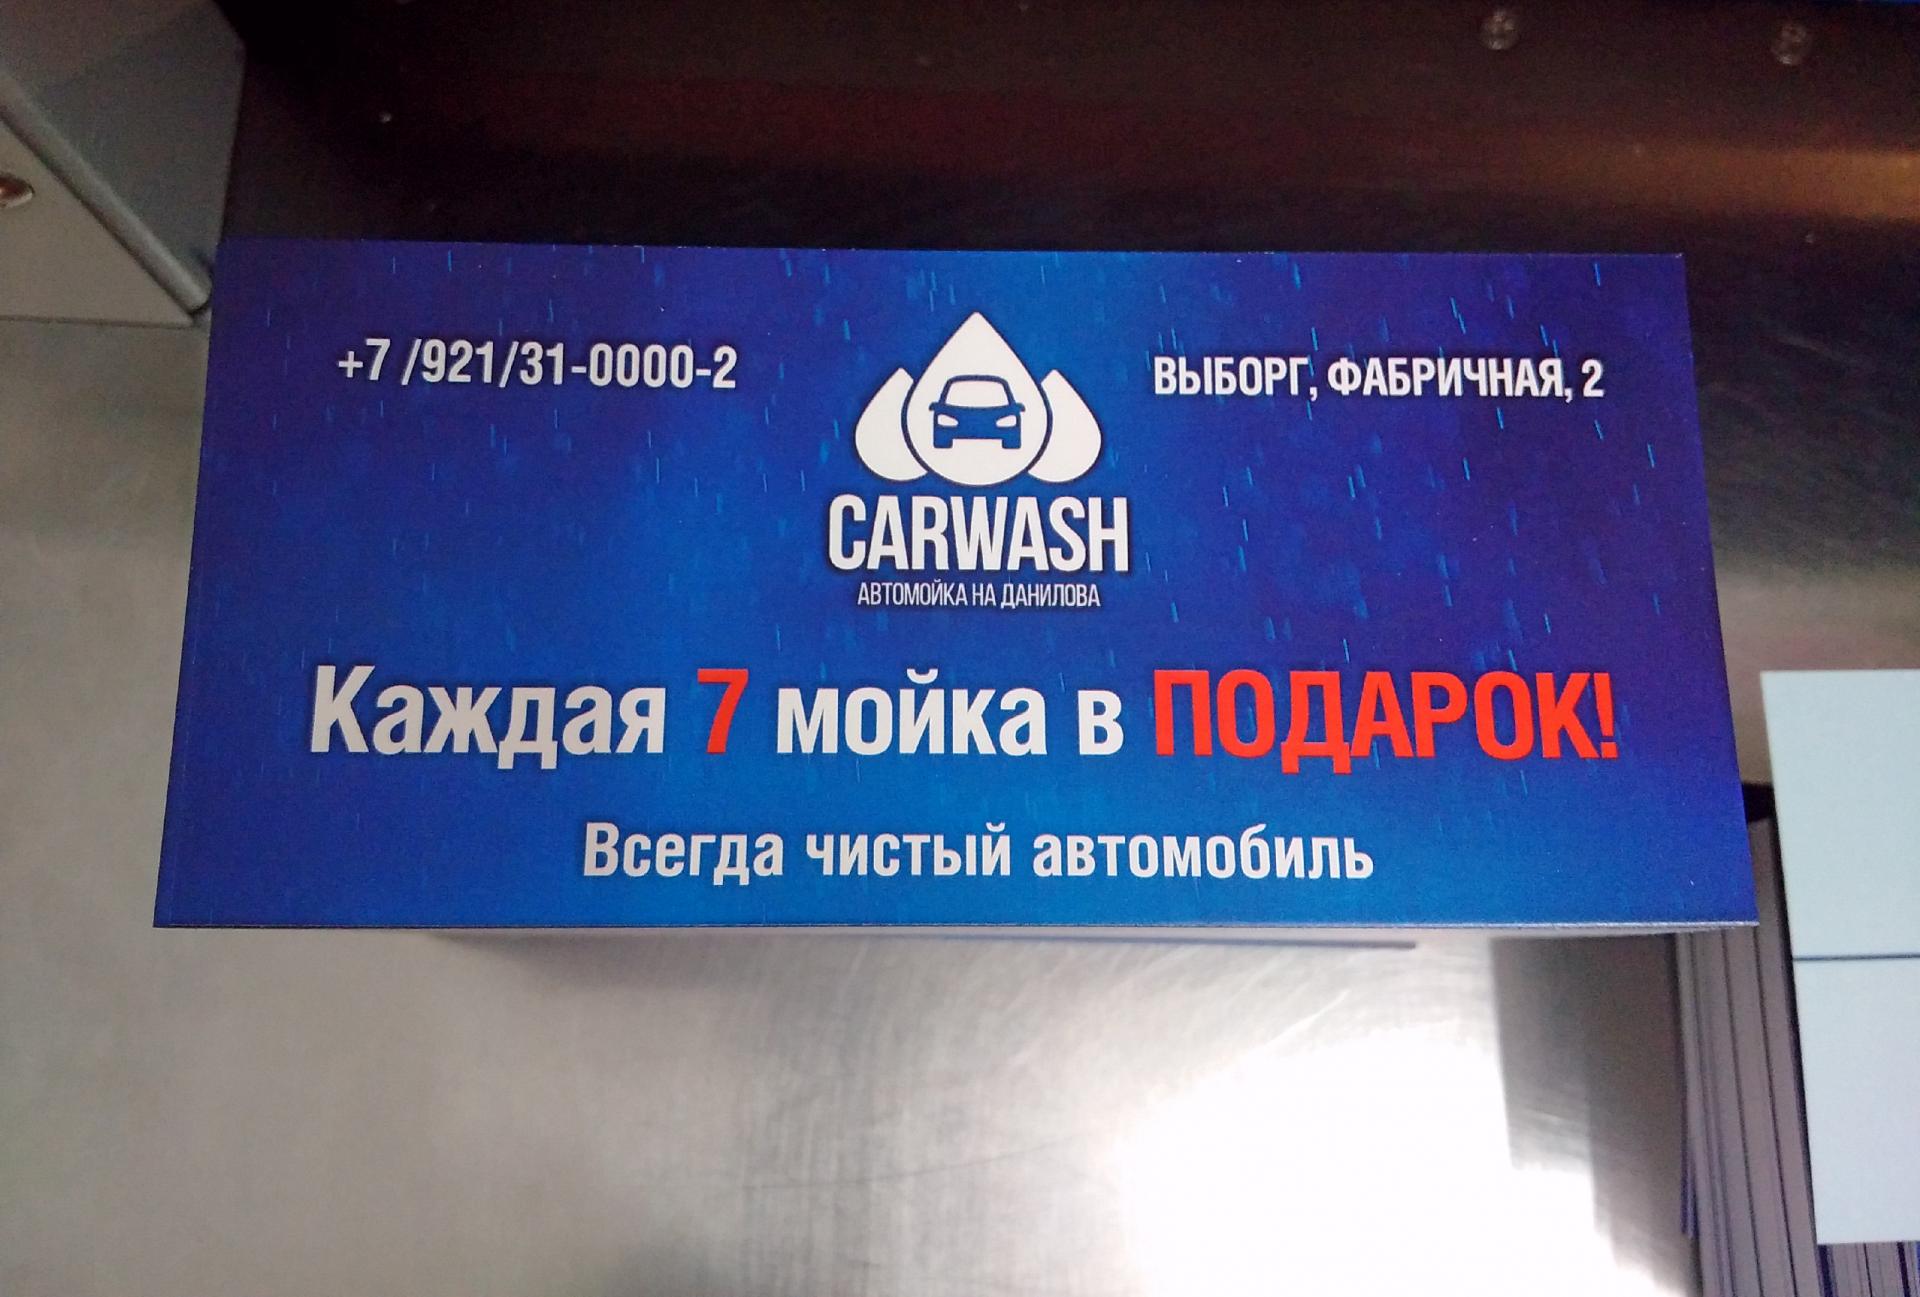 +7 /921/31-0000-2
ВЫБОРГ, ФАБРИЧНАЯ, 2
CARWASH
АВТОМОЙКА НА ДАНИЛОВА
Каждая 7 мойка в ПОДАРОК!
Всегда чистый автомобиль